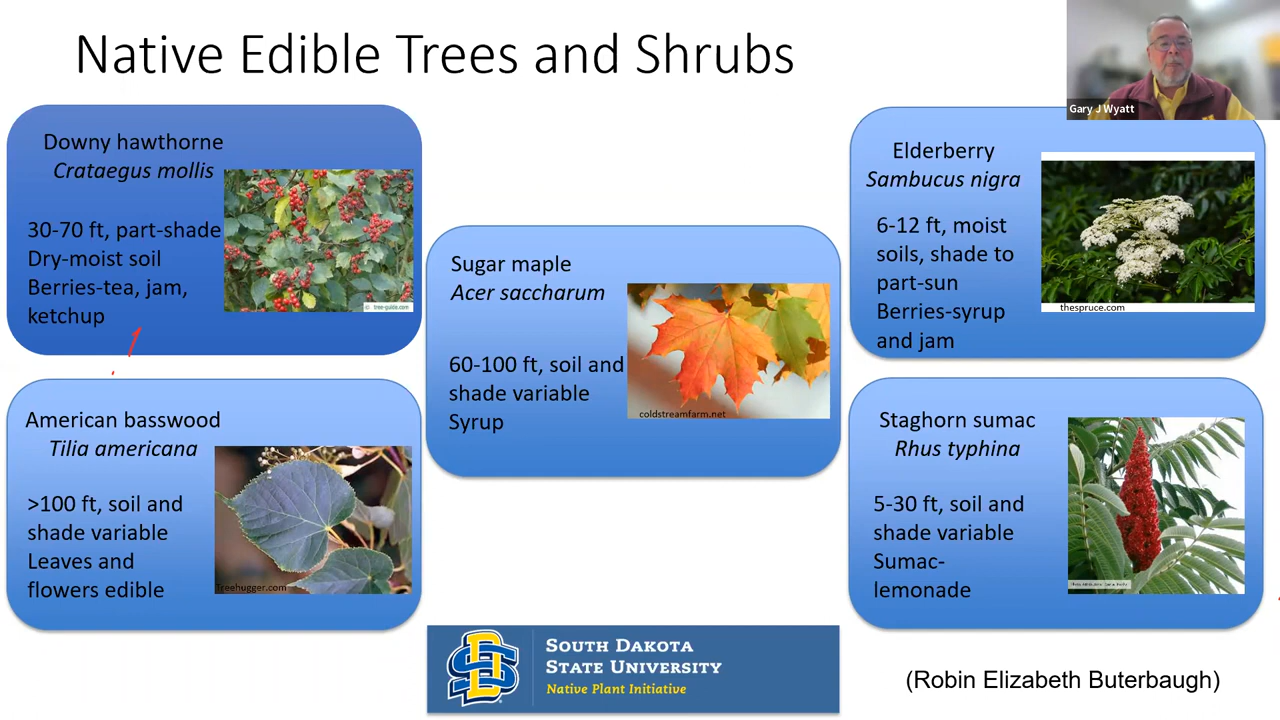 Native Edible Trees and Shrubs
Gary J Wyatt
Downy hawthorne
Crataegus mollis
30-70 ft, part-shade
Dry-moist soil
Berries-tea, jam,
ketchup
© tree-guide.com
American basswood
Tilia americana
>100 ft, soil and
shade variable
Leaves and
flowers edible
Treehugger.com
Sugar maple
Acer saccharum
60-100 ft, soil and
shade variable
Syrup
coldstreamfarm.net
Elderberry
Sambucus nigra
6-12 ft, moist
soils, shade to
part-sun
Berries-syrup
and jam
thespruce.com
Staghorn sumac
Rhus typhina
5-30 ft, soil and
shade variable
Sumac-
lemonade
SOUTH DAKOTA
STATE UNIVERSITY
Native Plant Initiative
(Robin Elizabeth Buterbaugh)